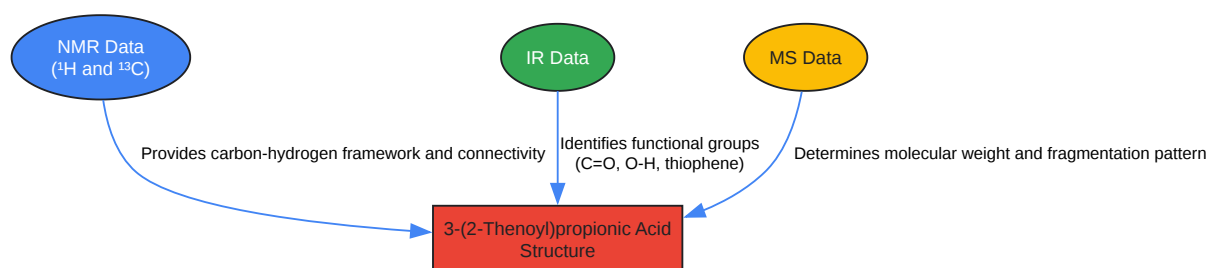 NMR Data
(¹H and ¹³C)
IR Data
MS Data
Provides carbon-hydrogen framework and connectivity
Identifies functional groups
(C=O, O-H, thiophene)
Determines molecular weight and fragmentation pattern
3-(2-Thenoyl)propionic Acid
Structure